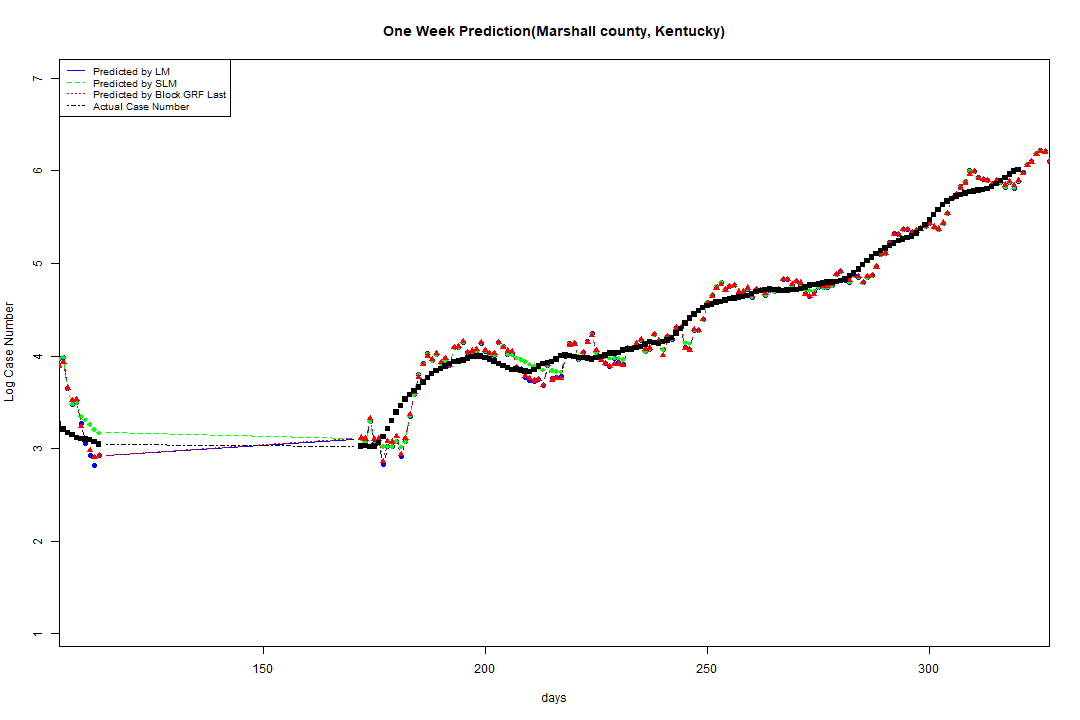 One Week Prediction(Marshall county, Kentucky)
Predicted by LM
Predicted by SLM
Predicted by Block GRF Last
Actual Case Number
7
6
5
4
3
2
1
Log Case Number
150 200 250 300
days